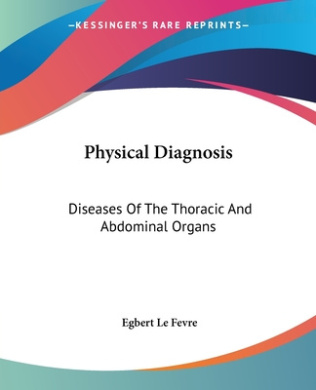 ~KESSINGER'S RARE REPRINTS~
Physical Diagnosis
Diseases Of The Thoracic And
Abdominal Organs
Egbert Le Fevre